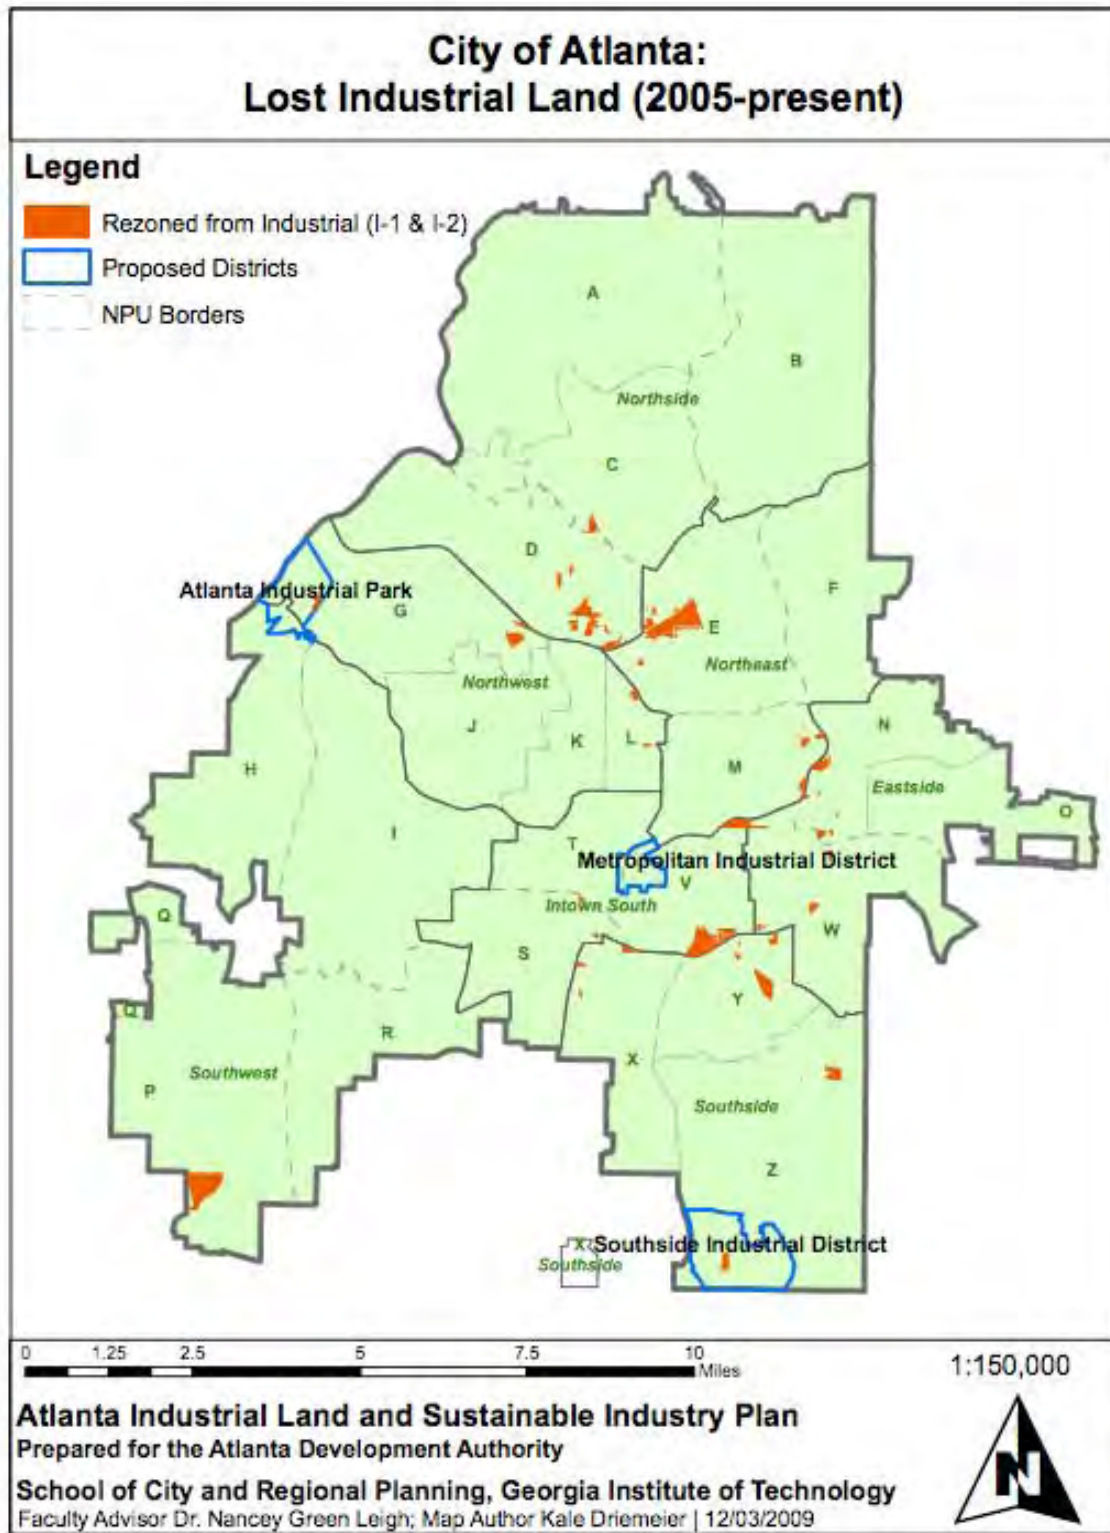 City of Atlanta:
Lost Industrial Land (2005-present)
Legend
Rezoned from Industrial (I-1 & I-2)
Proposed Districts
NPU Borders
A
B
Northside
C
D
Atlanta Industrial Park
G
F
E
Northwest
Northeast
J
K
L
N
H
M
Eastside
O
I
T
Metropolitan Industrial District
V
Intown South
Q
W
S
Y
Q
R
X
Southwest
P
Southside
Z
X
Southside Industrial District
Southside
0 1.25 2.5 5 7.5 10
Miles
1:150,000
Atlanta Industrial Land and Sustainable Industry Plan
Prepared for the Atlanta Development Authority
N
School of City and Regional Planning, Georgia Institute of Technology
Faculty Advisor Dr. Nancey Green Leigh; Map Author Kale Driemeier | 12/03/2009